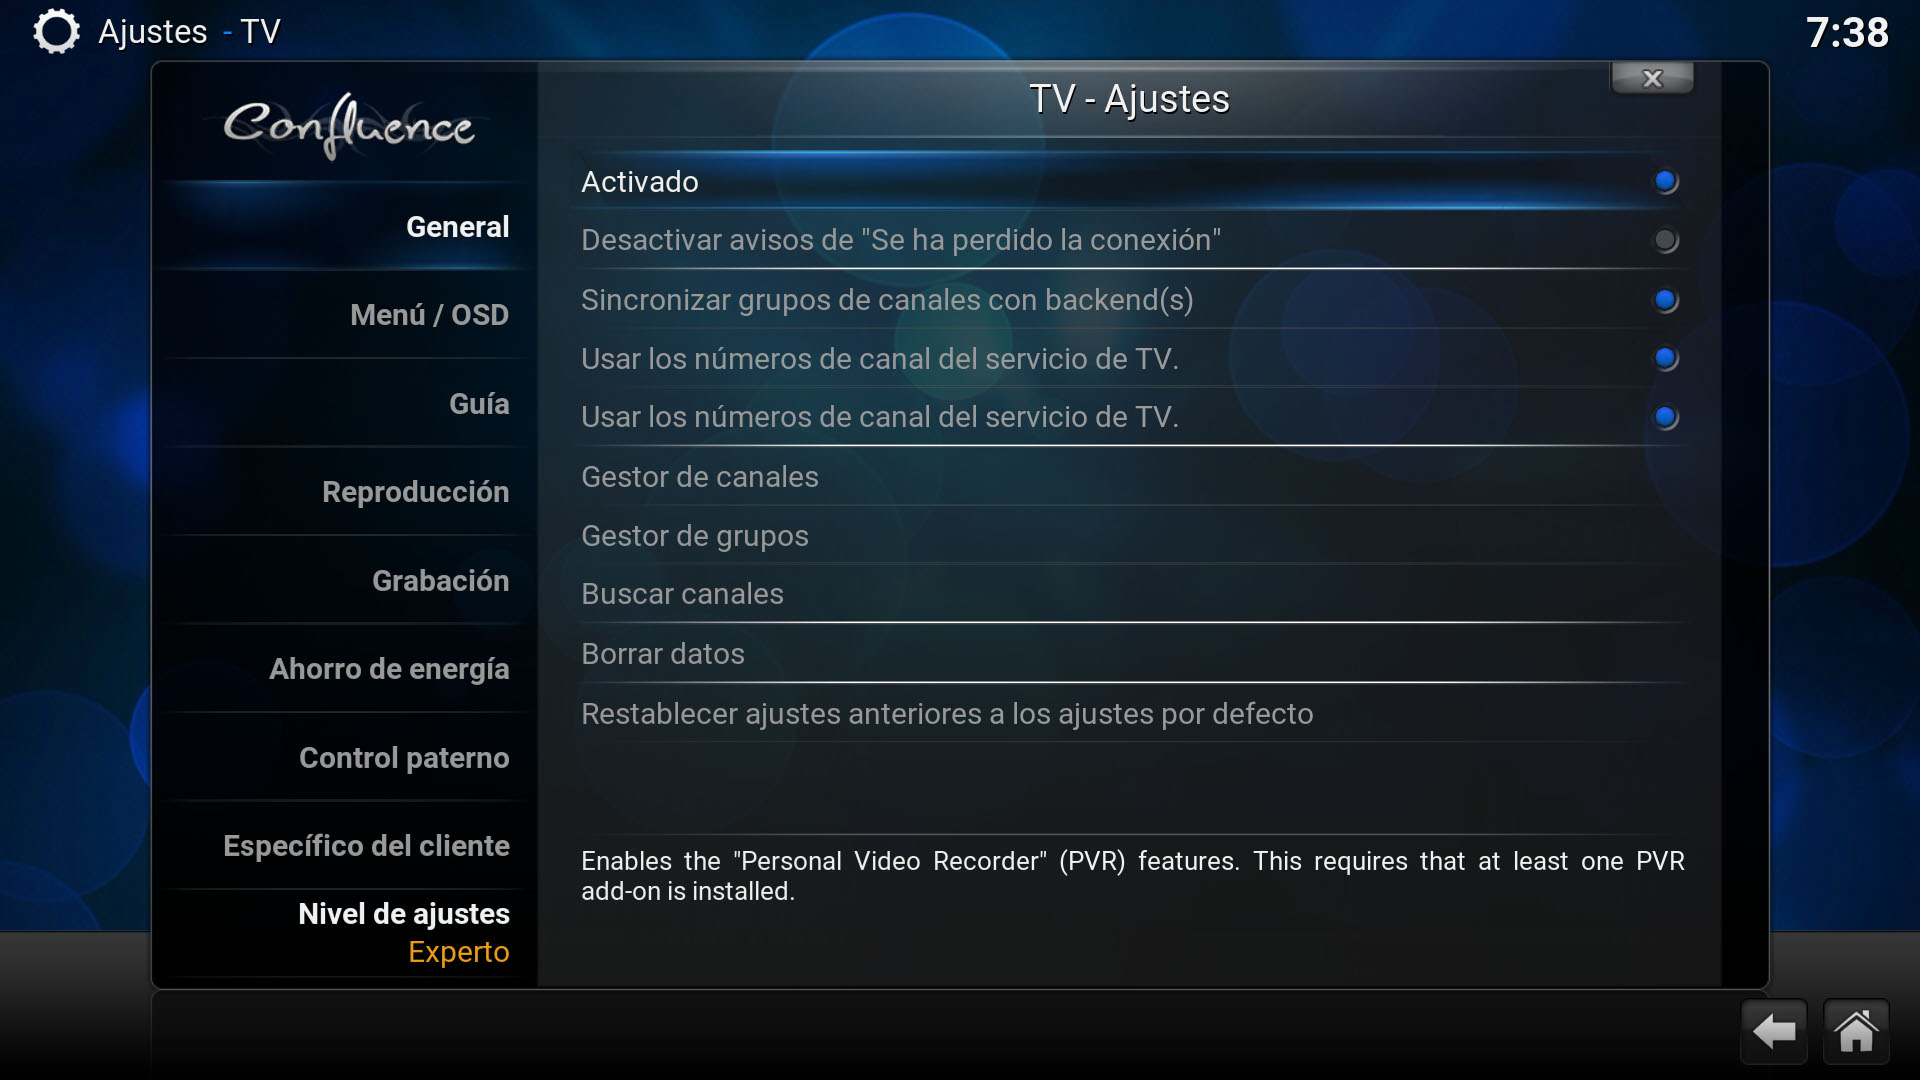 Ajustes - TV
7:38
Confluence
TV - Ajustes
X
General
Menú / OSD
Guía
Reproducción
Grabación
Ahorro de energía
Control paterno
Específico del cliente
Nivel de ajustes
Experto
Activado
Desactivar avisos de "Se ha perdido la conexión"
Sincronizar grupos de canales con backend(s)
Usar los números de canal del servicio de TV.
Usar los números de canal del servicio de TV.
Gestor de canales
Gestor de grupos
Buscar canales
Borrar datos
Restablecer ajustes anteriores a los ajustes por defecto
Enables the "Personal Video Recorder" (PVR) features. This requires that at least one PVR
add-on is installed.